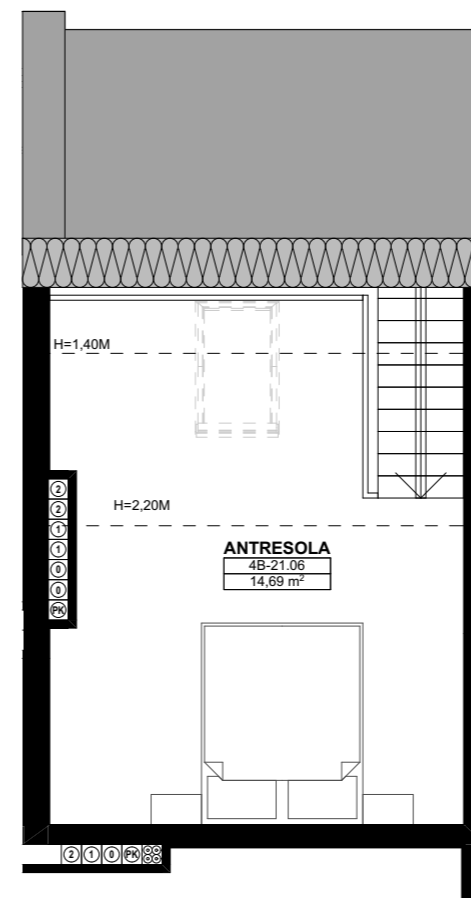 H=1,40M
H=2,20M
2
2
1
1
0
0
PK
ANTRESOLA
4B-21.06
14,69 m²
2 1 0 PK